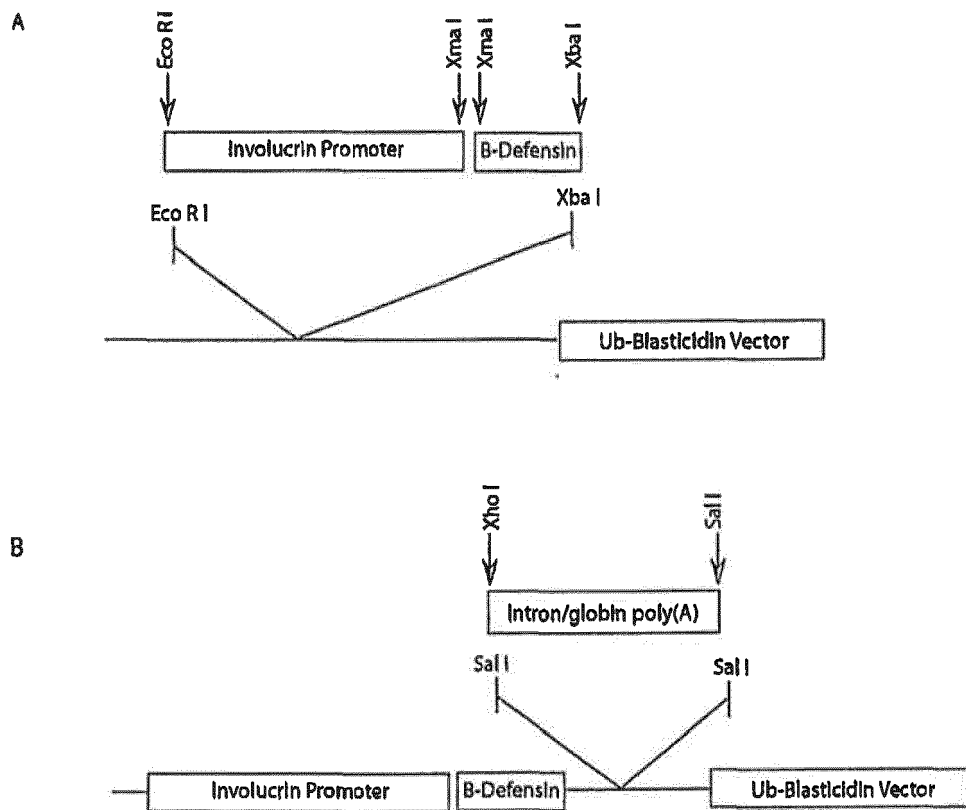 A
Eco R I
Xma I
Xma I
Xba I
Involucrin Promoter
B-Defensin
Eco R I
Xba I
Ub-Blasticidin Vector
B
Xho I
Sal I
Intron/globin poly(A)
Sal I
Sal I
Involucrin Promoter
B-Defensin
Ub-Blasticidin Vector